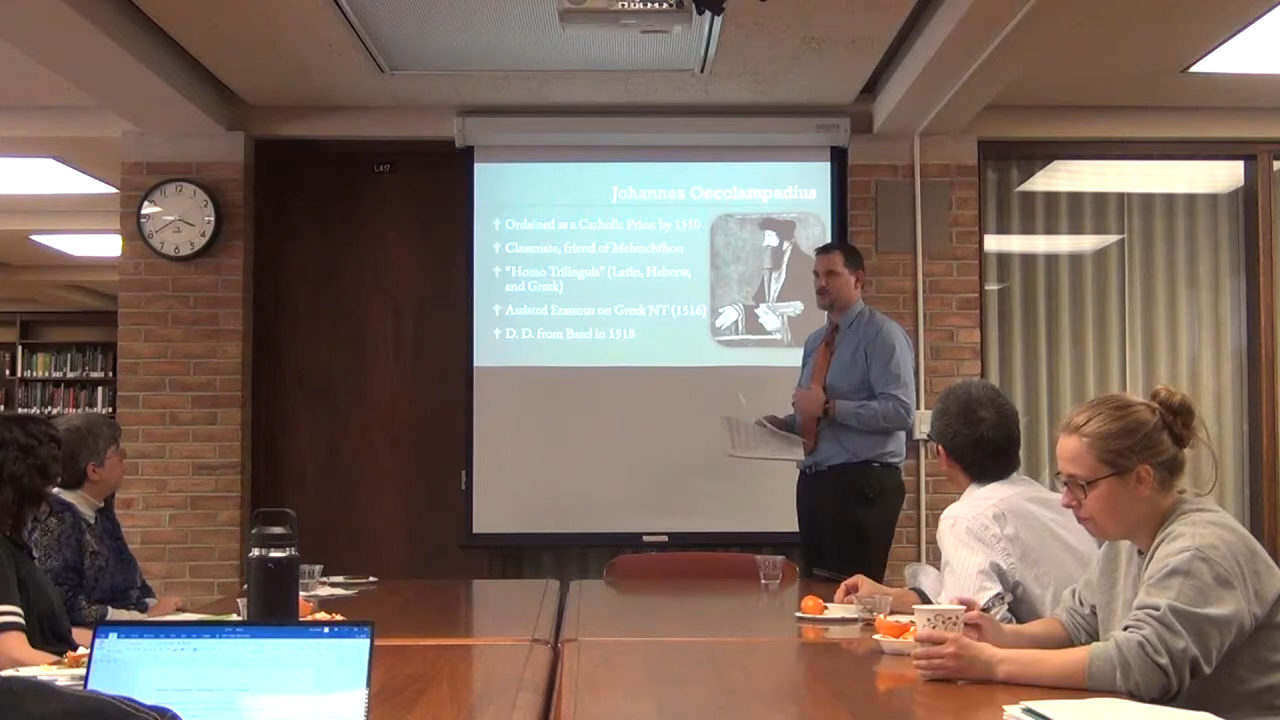 L49
Johannes Oecolampadius
† Ordained as a Catholic Priest by 1510
† Classmate, friend of Melanchthon
† "Homo Trilinguis" (Latin, Hebrew,
and Greek)
† Assisted Erasmus on Greek NT (1516)
† D. D. from Basel in 1518